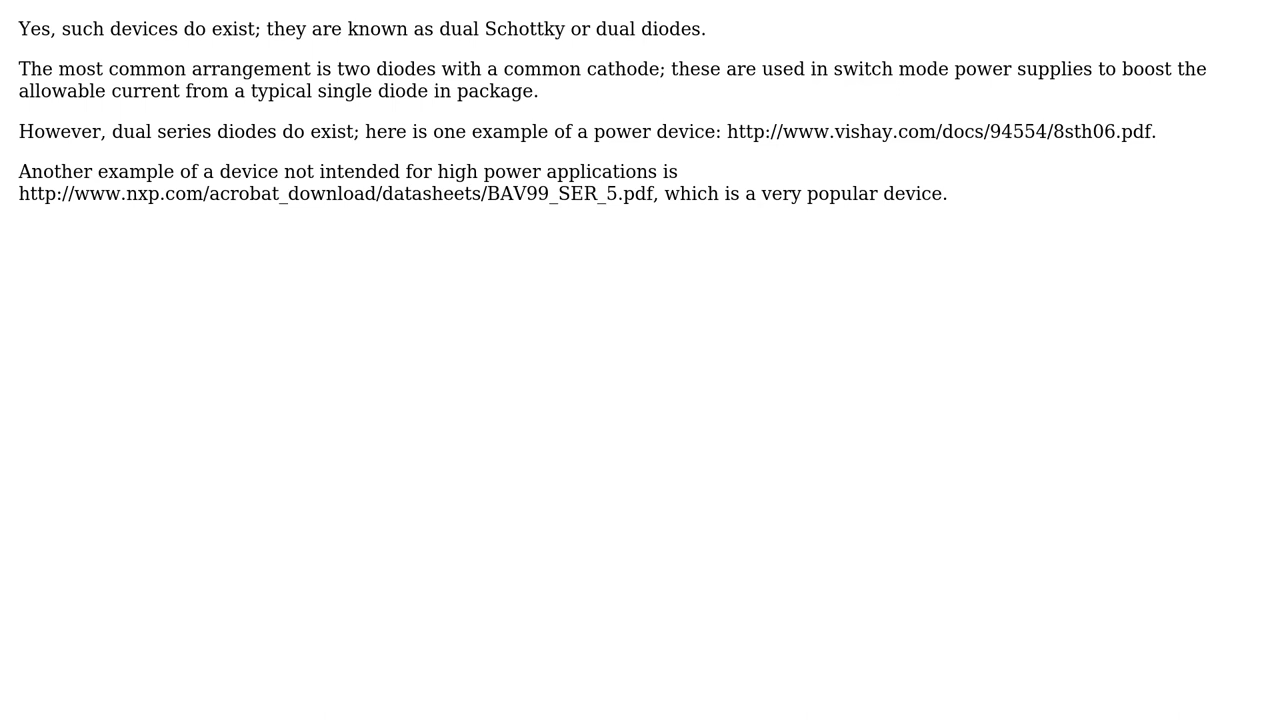 Yes, such devices do exist; they are known as dual Schottky or dual diodes.
The most common arrangement is two diodes with a common cathode; these are used in switch mode power supplies to boost the
allowable current from a typical single diode in package.
However, dual series diodes do exist; here is one example of a power device: http://www.vishay.com/docs/94554/8sth06.pdf.
Another example of a device not intended for high power applications is
http://www.nxp.com/acrobat_download/datasheets/BAV99_SER_5.pdf, which is a very popular device.